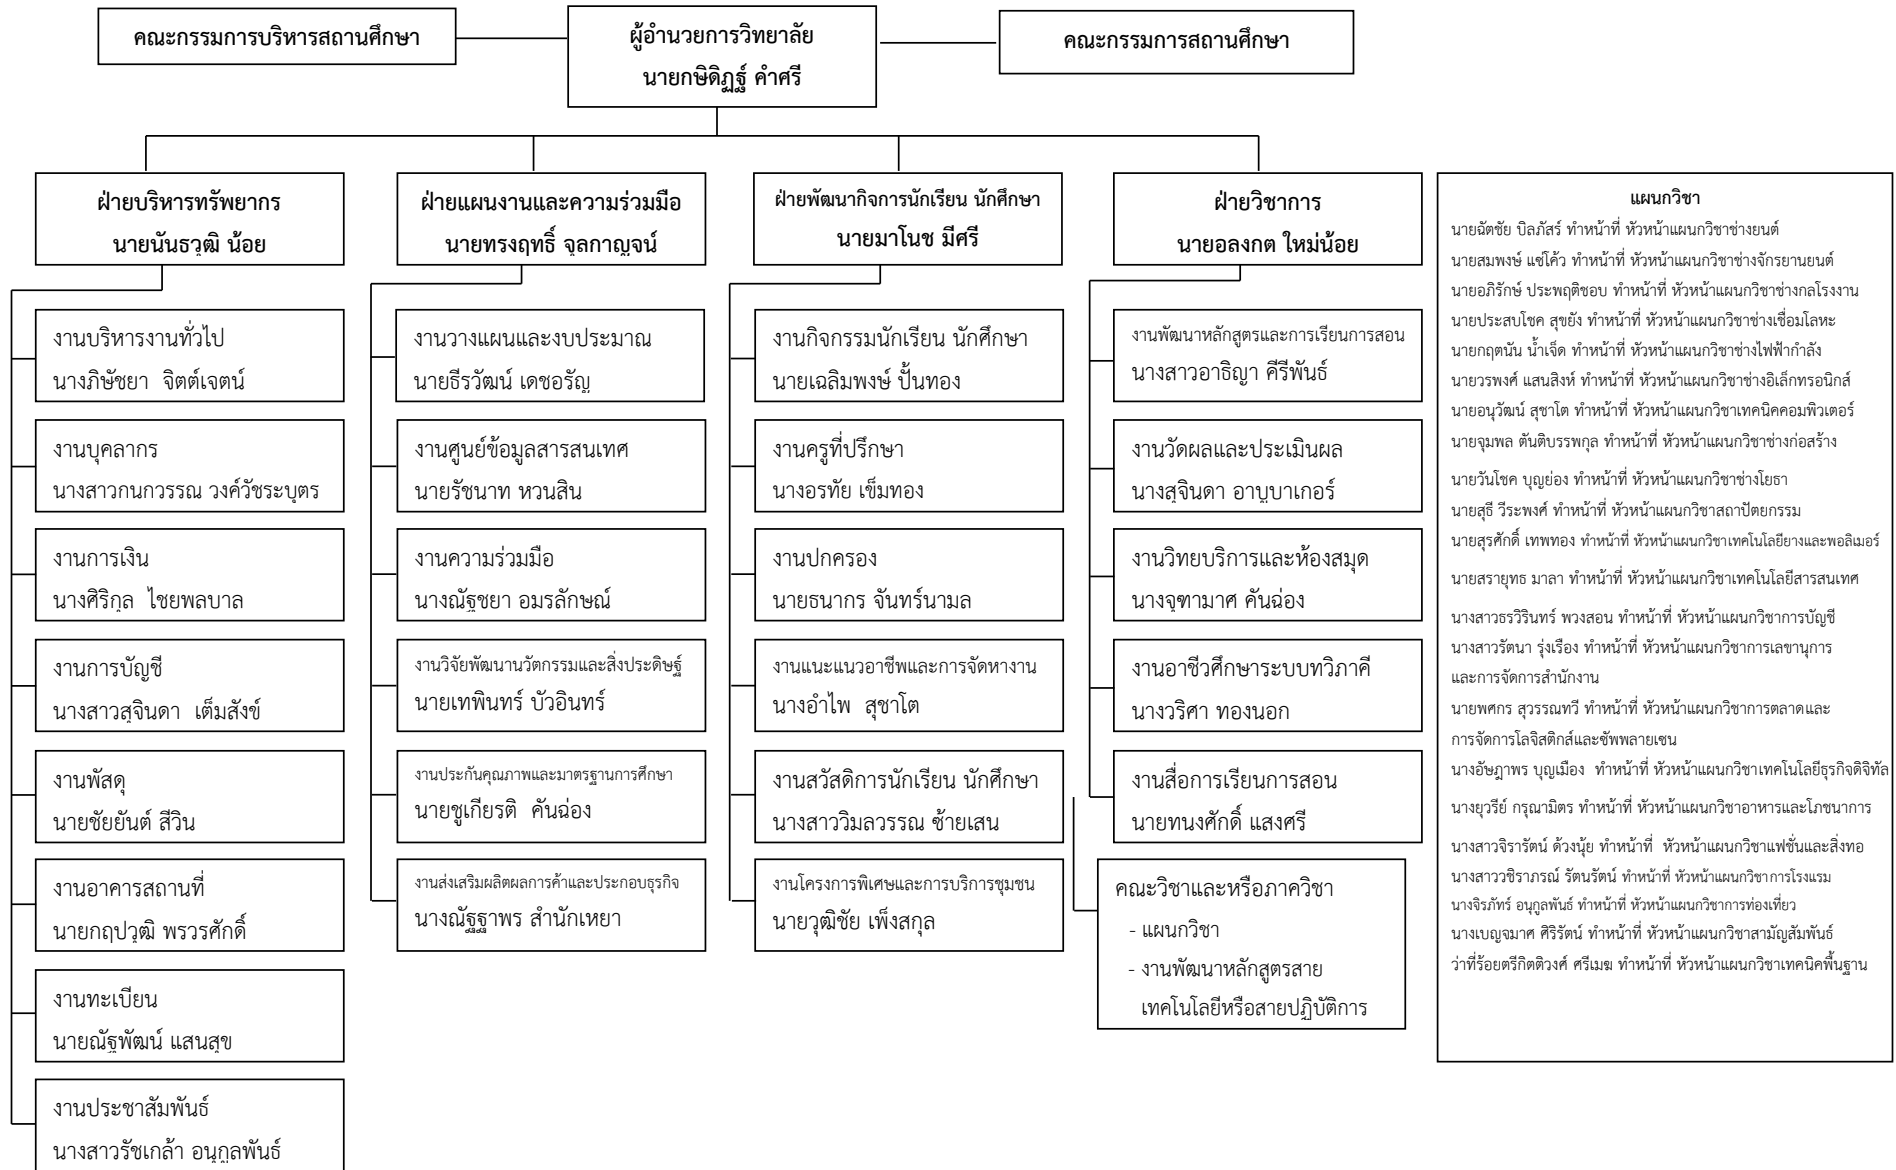 คณะกรรมการบริหารสถานศึกษา
ผู้อำนวยการวิทยาลัย
นายกษิดิฏฐ์ คำศรี
คณะกรรมการสถานศึกษา
ฝ่ายบริหารทรัพยากร
นายนันธวุฒิ น้อย
งานบริหารงานทั่วไป
นางภิษัชยา จิตต์เจตน์
งานบุคลากร
นางสาวกนกวรรณ วงค์วัชระบุตร
งานการเงิน
นางศิริกุล ไชยพลบาล
งานการบัญชี
นางสาวสุจินดา เต็มสังข์
งานพัสดุ
นายชัยยันต์ สีวิน
งานอาคารสถานที่
นายกฤปวุฒิ พรวรศักดิ์
งานทะเบียน
นายณัฐพัฒน์ แสนสุข
งานประชาสัมพันธ์
นางสาวรัชเกล้า อนุกูลพันธ์
ฝ่ายแผนงานและความร่วมมือ
นายทรงฤทธิ์ จุลกาญจน์
งานวางแผนและงบประมาณ
นายธีรวัฒน์ เดชอรัญ
งานศูนย์ข้อมูลสารสนเทศ
นายรัชนาท หวนสิน
งานความร่วมมือ
นางณัฐชยา อมรลักษณ์
งานวิจัยพัฒนานวัตกรรมและสิ่งประดิษฐ์
นายเทพินทร์ บัวอินทร์
งานประกันคุณภาพและมาตรฐานการศึกษา
นายชูเกียรติ คันฉ่อง
งานส่งเสริมผลิตผลการค้าและประกอบธุรกิจ
นางณัฐฐาพร สำนักเหยา
ฝ่ายพัฒนากิจการนักเรียน นักศึกษา
นายมาโนช มีศรี
งานกิจกรรมนักเรียน นักศึกษา
นายเฉลิมพงษ์ ปั้นทอง
งานครูที่ปรึกษา
นางอรทัย เข็มทอง
งานปกครอง
นายธนากร จันทร์นามล
งานแนะแนวอาชีพและการจัดหางาน
นางอำไพ สุชาโต
งานสวัสดิการนักเรียน นักศึกษา
นางสาววิมลวรรณ ซ้ายเสน
งานโครงการพิเศษและการบริการชุมชน
นายวุฒิชัย เพ็งสกุล
ฝ่ายวิชาการ
นายอลงกต ใหม่น้อย
งานพัฒนาหลักสูตรและการเรียนการสอน
นางสาวอาธิญา คีรีพันธ์
งานวัดผลและประเมินผล
นางสุจินดา อาบูบาเกอร์
งานวิทยบริการและห้องสมุด
นางจุฑามาศ คันฉ่อง
งานอาชีวศึกษาระบบทวิภาคี
นางวริศา ทองนอก
งานสื่อการเรียนการสอน
นายทนงศักดิ์ แสงศรี
คณะวิชาและหรือภาควิชา
- แผนกวิชา
- งานพัฒนาหลักสูตรสาย
เทคโนโลยีหรือสายปฏิบัติการ
แผนกวิชา
นายฉัตชัย บิลภัสร์ ทำหน้าที่ หัวหน้าแผนกวิชาช่างยนต์
นายสมพงษ์ แซ่โค้ว ทำหน้าที่ หัวหน้าแผนกวิชาช่างจักรยานยนต์
นายอภิรักษ์ ประพฤติชอบ ทำหน้าที่ หัวหน้าแผนกวิชาช่างกลโรงงาน
นายประสบโชค สุขยัง ทำหน้าที่ หัวหน้าแผนกวิชาช่างเชื่อมโลหะ
นายกฤตนัน น้ำเจ็ด ทำหน้าที่ หัวหน้าแผนกวิชาช่างไฟฟ้ากำลัง
นายวรพงศ์ แสนสิงห์ ทำหน้าที่ หัวหน้าแผนกวิชาช่างอิเล็กทรอนิกส์
นายอนุวัฒน์ สุชาโต ทำหน้าที่ หัวหน้าแผนกวิชาเทคนิคคอมพิวเตอร์
นายจุมพล ตันติบรรพกุล ทำหน้าที่ หัวหน้าแผนกวิชาช่างก่อสร้าง
นายวันโชค บุญย่อง ทำหน้าที่ หัวหน้าแผนกวิชาช่างโยธา
นายสุธี วีระพงศ์ ทำหน้าที่ หัวหน้าแผนกวิชาสถาปัตยกรรม
นายสุรศักดิ์ เทพทอง ทำหน้าที่ หัวหน้าแผนกวิชาเทคโนโลยียางและพอลิเมอร์
นายสรายุทธ มาลา ทำหน้าที่ หัวหน้าแผนกวิชาเทคโนโลยีสารสนเทศ
นางสาวธรวิรินทร์ พวงสอน ทำหน้าที่ หัวหน้าแผนกวิชาการบัญชี
นางสาวรัตนา รุ่งเรือง ทำหน้าที่ หัวหน้าแผนกวิชาการเลขานุการ
และการจัดการสำนักงาน
นายพศกร สุวรรณทวี ทำหน้าที่ หัวหน้าแผนกวิชาการตลาดและ
การจัดการโลจิสติกส์และซัพพลายเซน
นางอัษฎาพร บุญเมือง ทำหน้าที่ หัวหน้าแผนกวิชาเทคโนโลยีธุรกิจดิจิทัล
นางยุวรีย์ กรุณามิตร ทำหน้าที่ หัวหน้าแผนกวิชาอาหารและโภชนาการ
นางสาวจิรารัตน์ ด้วงนุ้ย ทำหน้าที่ หัวหน้าแผนกวิชาแฟชั่นและสิ่งทอ
นางสาววชิราภรณ์ รัตนรัตน์ ทำหน้าที่ หัวหน้าแผนกวิชาการโรงแรม
นางจิรภัทร์ อนุกูลพันธ์ ทำหน้าที่ หัวหน้าแผนกวิชาการท่องเที่ยว
นางเบญจมาศ ศิริรัตน์ ทำหน้าที่ หัวหน้าแผนกวิชาสามัญสัมพันธ์
ว่าที่ร้อยตรีกิตติวงศ์ ศรีเมฆ ทำหน้าที่ หัวหน้าแผนกวิชาเทคนิคพื้นฐาน